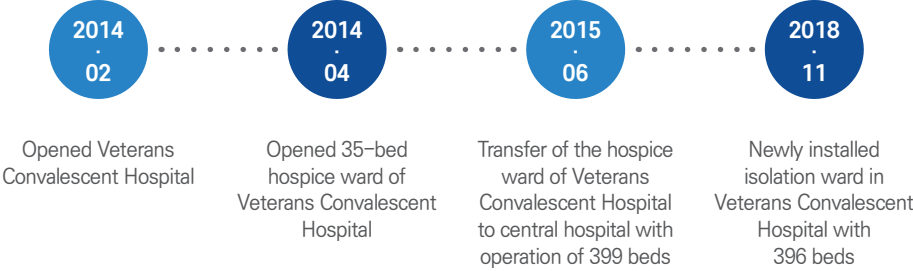 2014
.
02
Opened Veterans
Convalescent Hospital
2014
.
04
Opened 35-bed
hospice ward of
Veterans Convalescent
Hospital
2015
.
06
Transfer of the hospice
ward of Veterans
Convalescent Hospital
to central hospital with
operation of 399 beds
2018
.
11
Newly installed
isolation ward in
Veterans Convalescent
Hospital with
396 beds